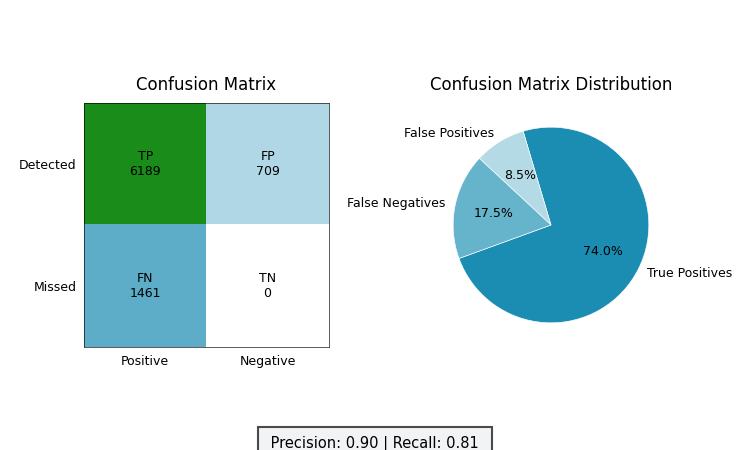 Confusion Matrix
Detected
TP
6189
FP
709
Missed
FN
1461
TN
0
Positive
Negative
Confusion Matrix Distribution
False Positives
8.5%
False Negatives
17.5%
74.0%
True Positives
Precision: 0.90 | Recall: 0.81